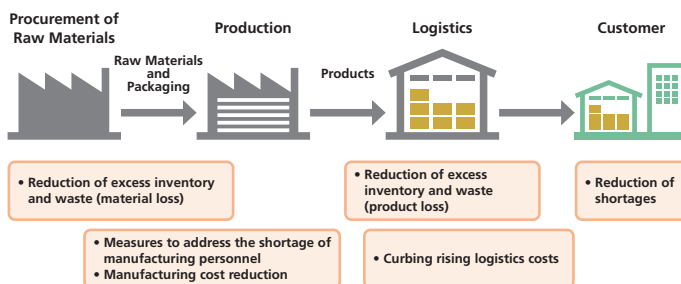 Procurement of
Raw Materials
Production
Logistics
Customer
Raw Materials
and
Packaging
Products
• Reduction of excess inventory
and waste (material loss)
• Reduction of excess
inventory and waste
(product loss)
• Reduction of
shortages
• Measures to address the shortage of
manufacturing personnel
• Manufacturing cost reduction
• Curbing rising logistics costs